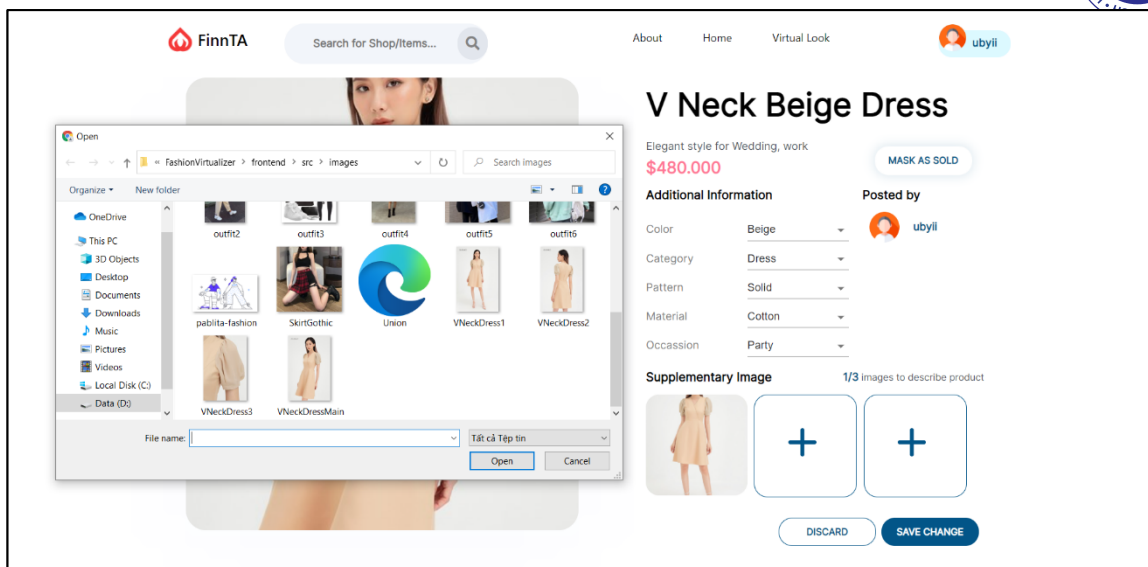 FinnTA
Search for Shop/Items...
About
Home
Virtual Look
ubyii
Open
« FashionVirtualizer > frontend > src > images
Search images
Organize
New folder
OneDrive
This PC
3D Objects
Desktop
Documents
Downloads
Music
Pictures
Videos
Local Disk (C:)
Data (D:)
outfit2
outfit3
outfit4
outfit5
outfit6
pablita-fashion
SkirtGothic
Union
VNeckDress1
VNeckDress2
VNeckDress3
VNeckDressMain
File name:
Tất cả Tệp tin
Open
Cancel
V Neck Beige Dress
Elegant style for Wedding, work
$480.000
MASK AS SOLD
Additional Information
Posted by
ubyii
Color
Beige
Category
Dress
Pattern
Solid
Material
Cotton
Occassion
Party
Supplementary Image
1/3 images to describe product
DISCARD
SAVE CHANGE